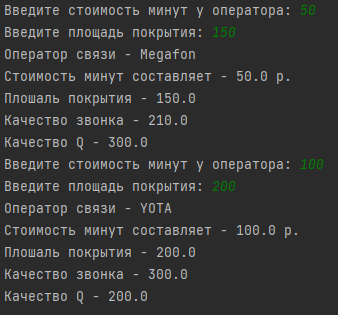 Введите стоимость минут у оператора: 50
Введите площадь покрытия: 150
Оператор связи - Megafon
Стоимость минут составляет - 50.0 р.
Плошаль покрытия - 150.0
Качество звонка - 210.0
Качество Q - 300.0
Введите стоимость минут у оператора: 100
Введите площадь покрытия: 200
Оператор связи - YOTA
Стоимость минут составляет - 100.0 р.
Плошаль покрытия - 200.0
Качество звонка - 300.0
Качество Q - 200.0